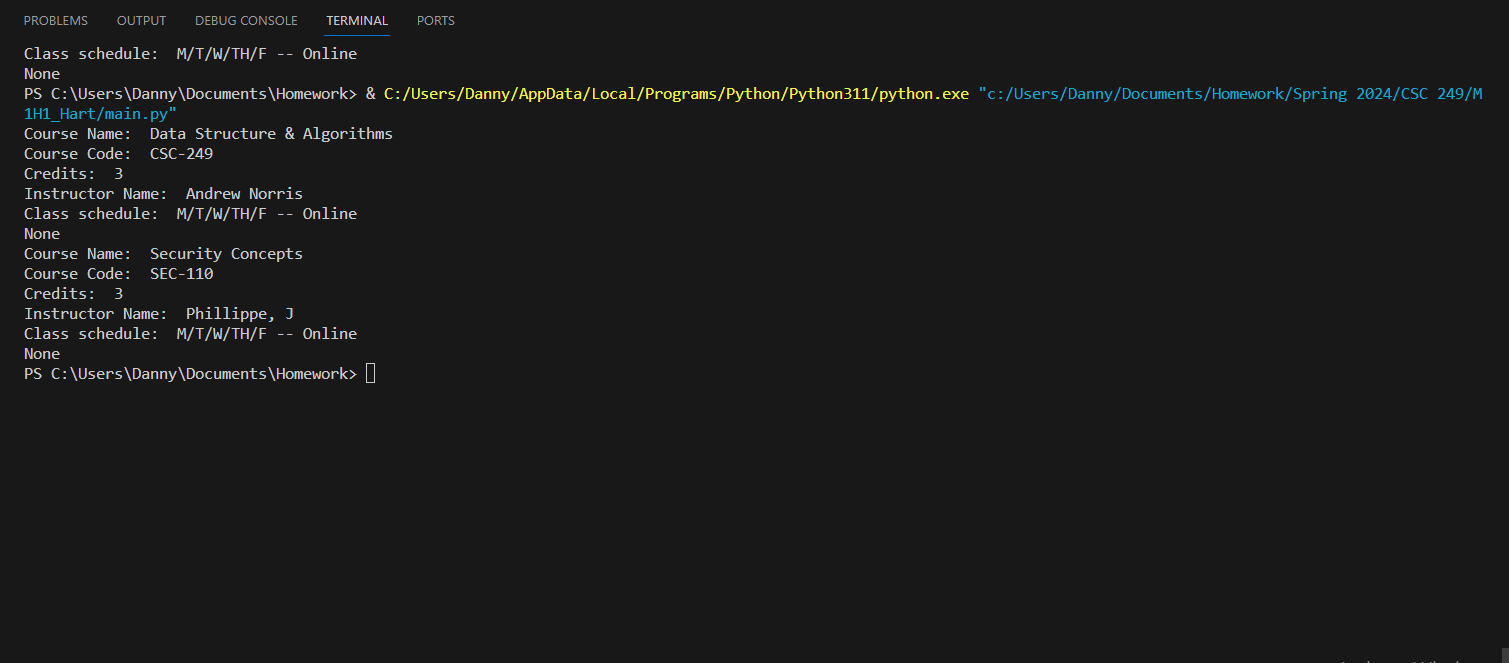 PROBLEMS OUTPUT DEBUG CONSOLE TERMINAL PORTS
Class schedule:  M/T/W/TH/F -- Online
None
PS C:\Users\Danny\Documents\Homework> & C:/Users/Danny/AppData/Local/Programs/Python/Python311/python.exe "c:/Users/Danny/Documents/Homework/Spring 2024/CSC 249/M
1H1_Hart/main.py"
Course Name:  Data Structure & Algorithms
Course Code:  CSC-249
Credits:  3
Instructor Name:  Andrew Norris
Class schedule:  M/T/W/TH/F -- Online
None
Course Name:  Security Concepts
Course Code:  SEC-110
Credits:  3
Instructor Name:  Phillippe, J
Class schedule:  M/T/W/TH/F -- Online
None
PS C:\Users\Danny\Documents\Homework>